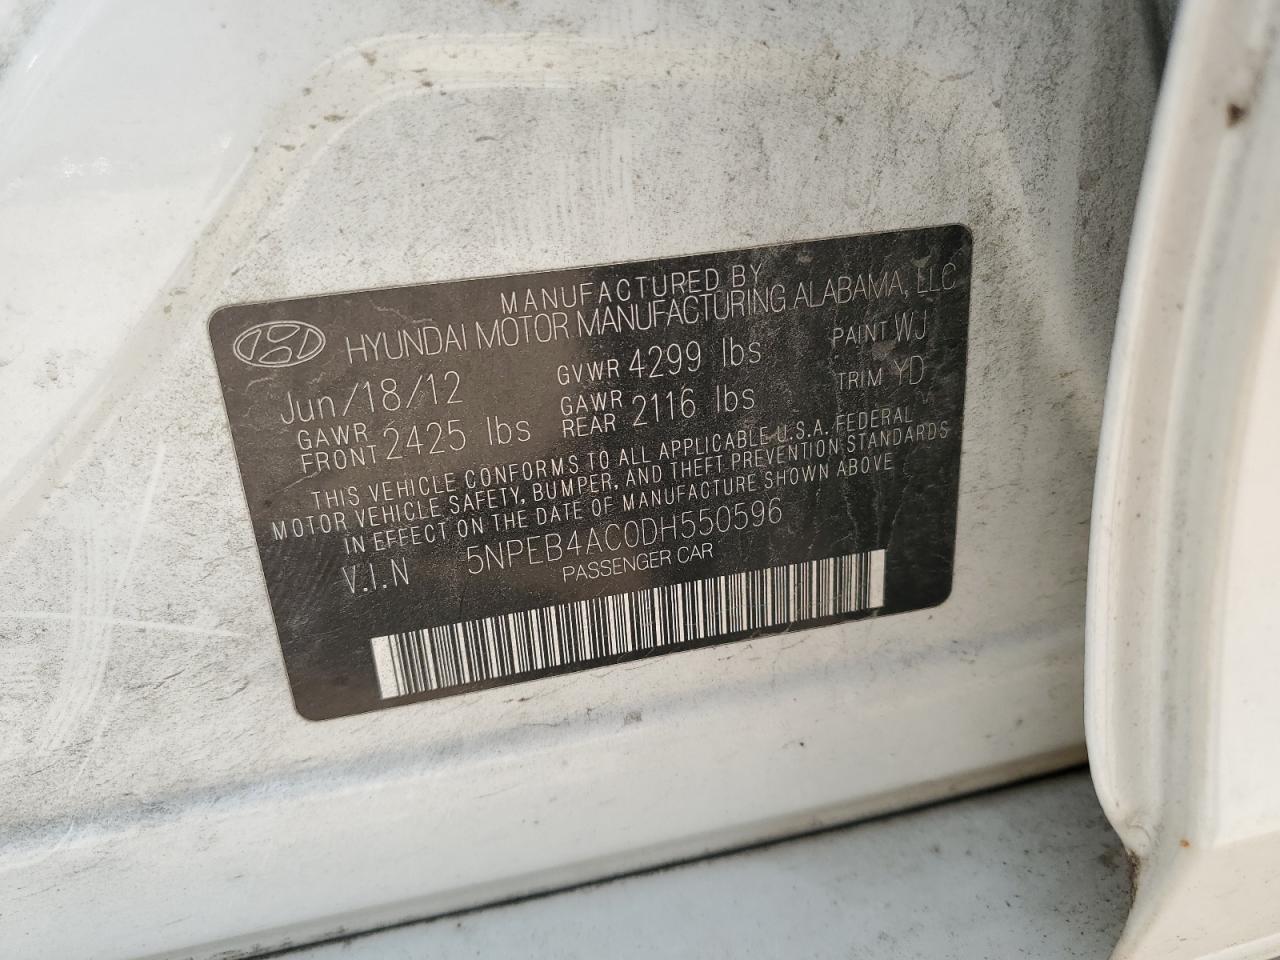 MANUFACTURED BY
HYUNDAI MOTOR MANUFACTURING ALABAMA, LLC
Jun/18/12 GVWR 4299 lbs PAINT WJ
GAWR FRONT 2425 lbs GAWR REAR 2116 lbs TRIM YD
THIS VEHICLE CONFORMS TO ALL APPLICABLE U.S.A. FEDERAL
MOTOR VEHICLE SAFETY, BUMPER, AND THEFT PREVENTION STANDARDS
IN EFFECT ON THE DATE OF MANUFACTURE SHOWN ABOVE
V.I.N 5NPEB4AC0DH550596
PASSENGER CAR